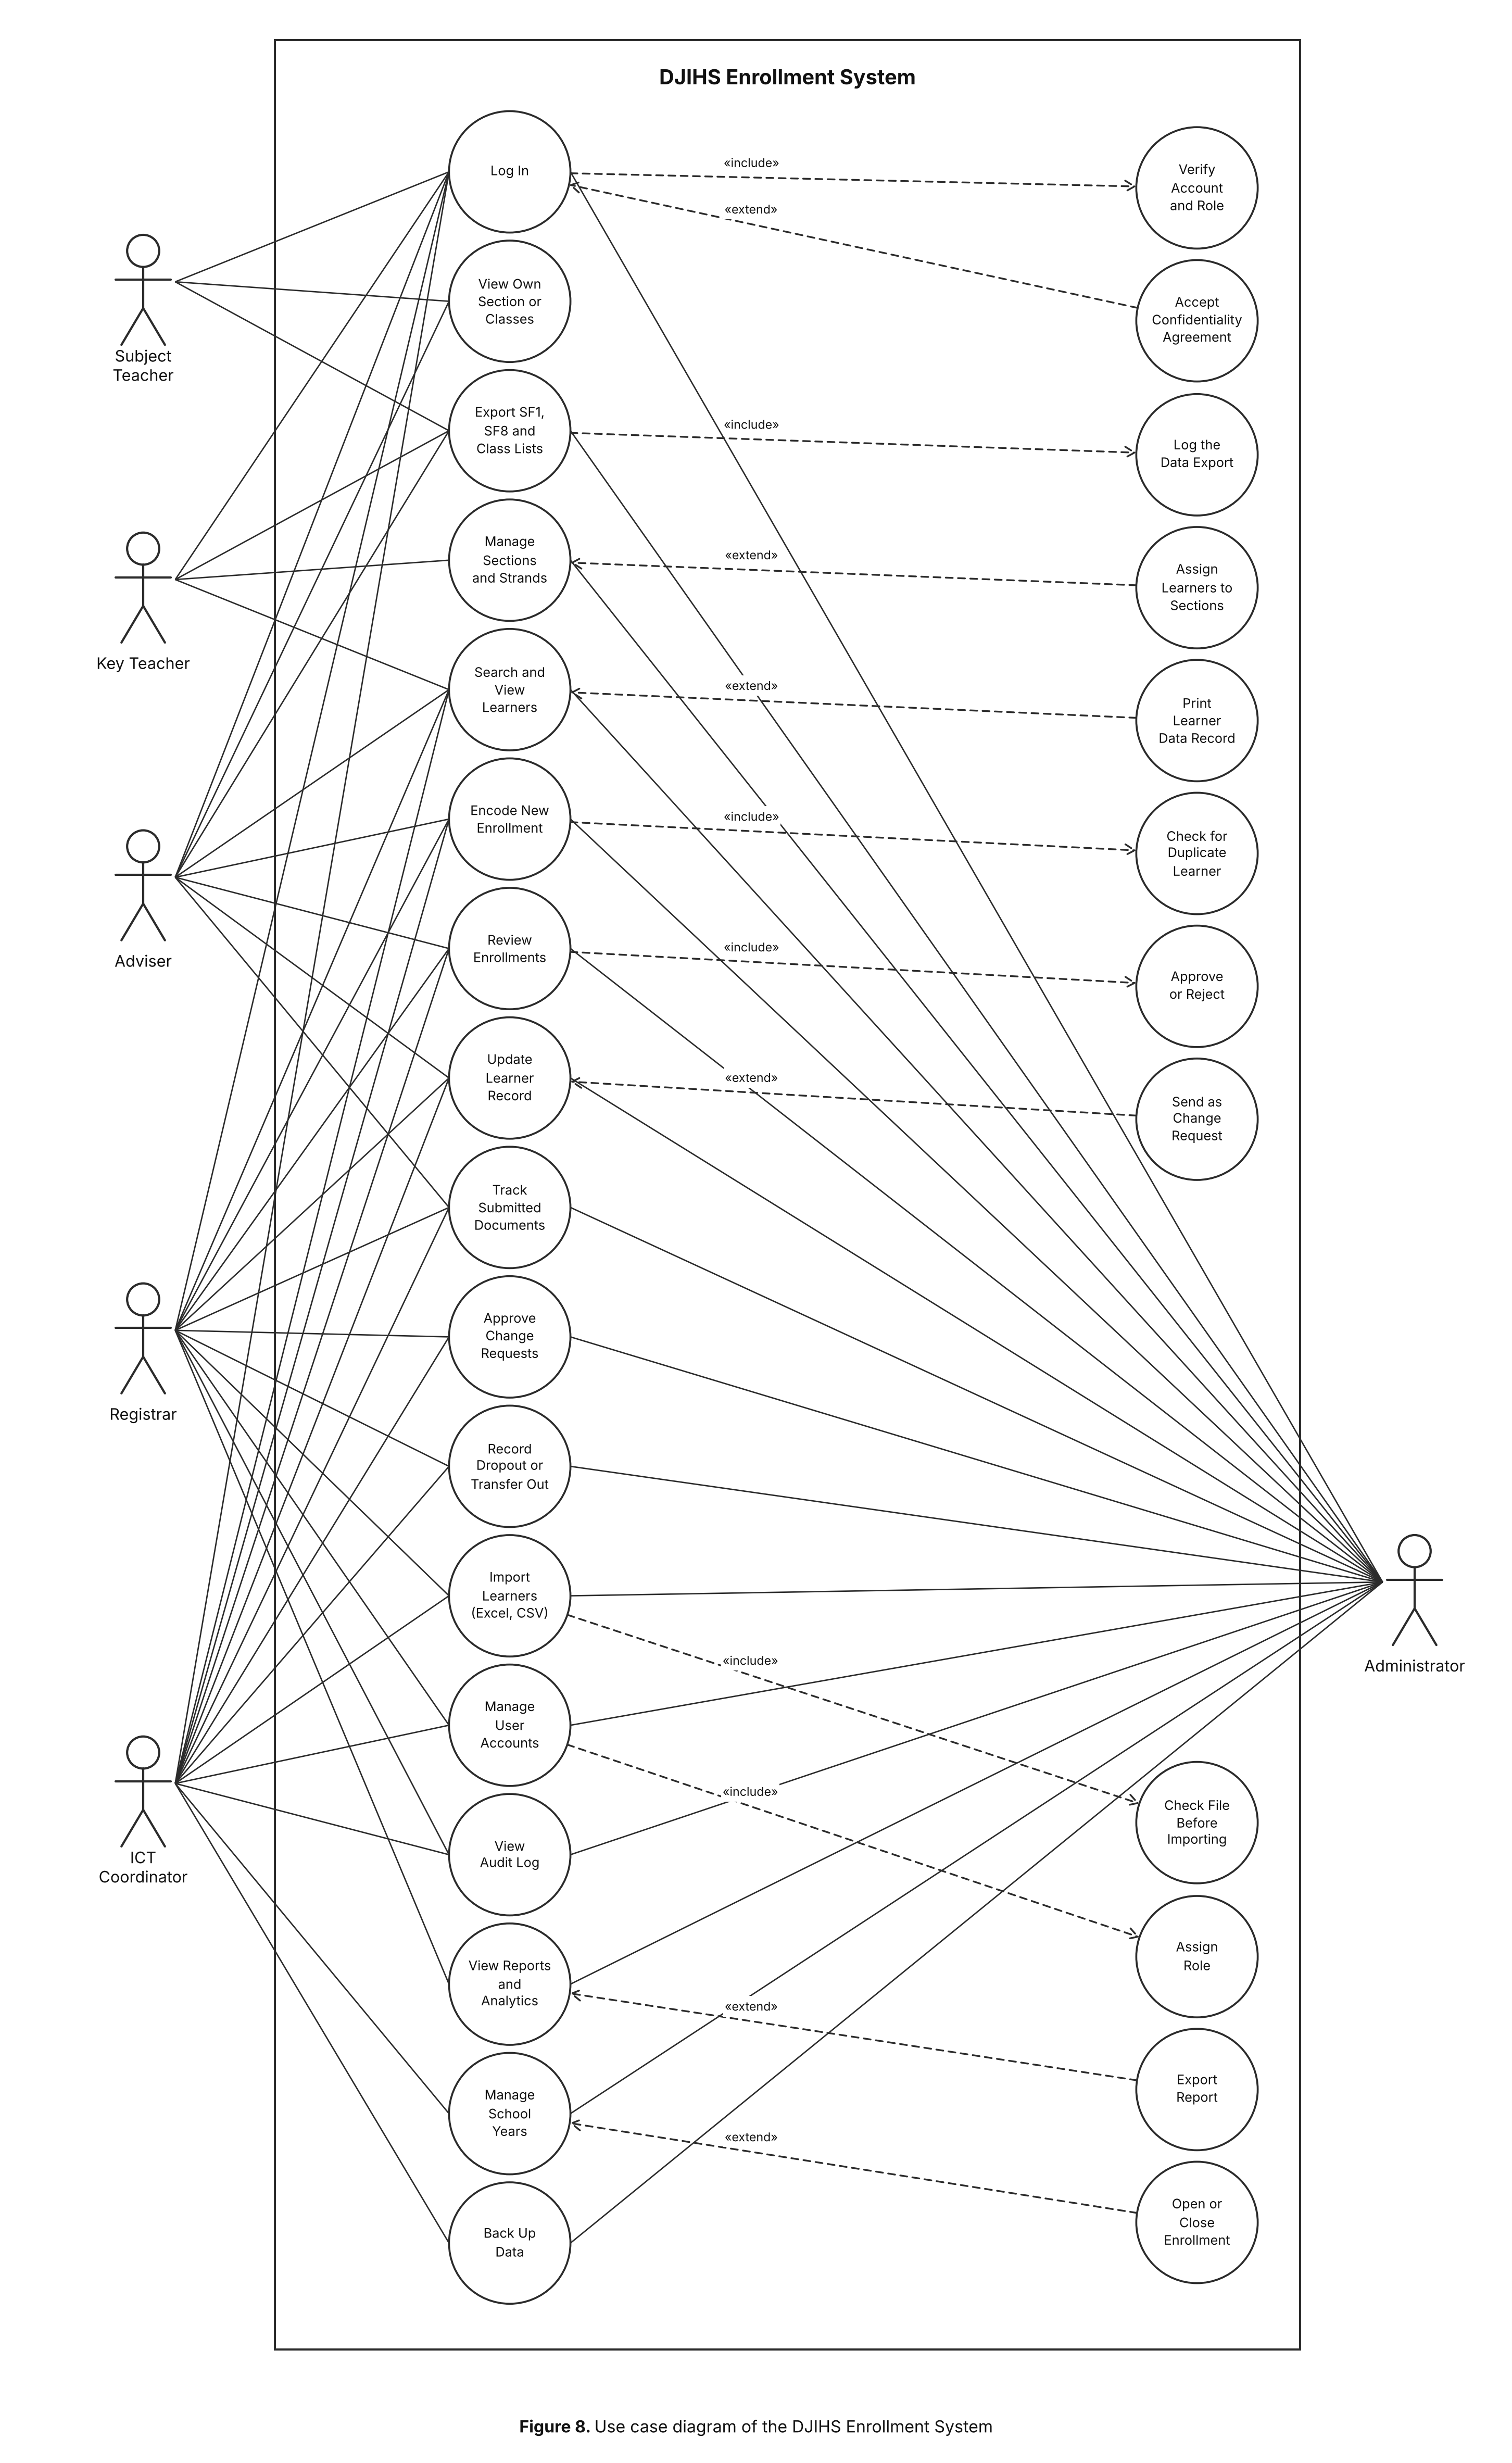 DJIHS Enrollment System
Log In
«include»
Verify
Account
and Role
«extend»
Subject
Teacher
View Own
Section or
Classes
Accept
Confidentiality
Agreement
Export SF1,
SF8 and
Class Lists
«include»
Log the
Data Export
Key Teacher
Manage
Sections
and Strands
«extend»
Assign
Learners to
Sections
Search and
View
Learners
«extend»
Print
Learner
Data Record
Encode New
Enrollment
«include»
Check for
Duplicate
Learner
Adviser
Review
Enrollments
«include»
Approve
or Reject
Update
Learner
Record
«extend»
Send as
Change
Request
Track
Submitted
Documents
Registrar
Approve
Change
Requests
Record
Dropout or
Transfer Out
Import
Learners
(Excel, CSV)
«include»
Administrator
Manage
User
Accounts
«include»
Check File
Before
Importing
ICT
Coordinator
View
Audit Log
Assign
Role
View Reports
and
Analytics
«extend»
Export
Report
Manage
School
Years
«extend»
Open or
Close
Enrollment
Back Up
Data
Figure 8. Use case diagram of the DJIHS Enrollment System